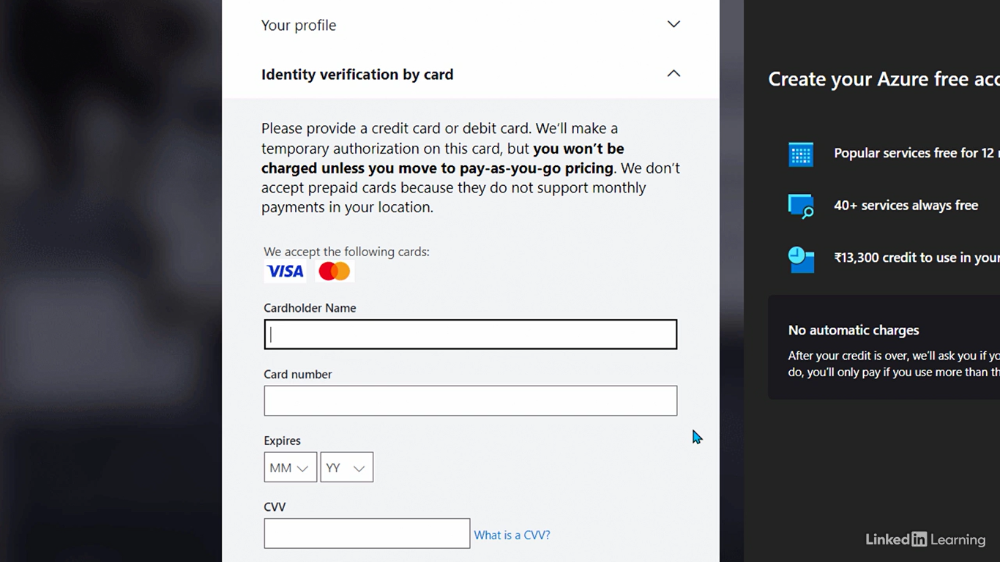 Your profile
Identity verification by card
Please provide a credit card or debit card. We’ll make a
temporary authorization on this card, but you won’t be
charged unless you move to pay-as-you-go pricing. We don’t
accept prepaid cards because they do not support monthly
payments in your location.
We accept the following cards:
VISA
Cardholder Name
Card number
Expires
MM YY
CVV
What is a CVV?
Create your Azure free acc
Popular services free for 12
40+ services always free
₹13,300 credit to use in your
No automatic charges
After your credit is over, we’ll ask you if yo
do, you’ll only pay if you use more than th
LinkedIn Learning